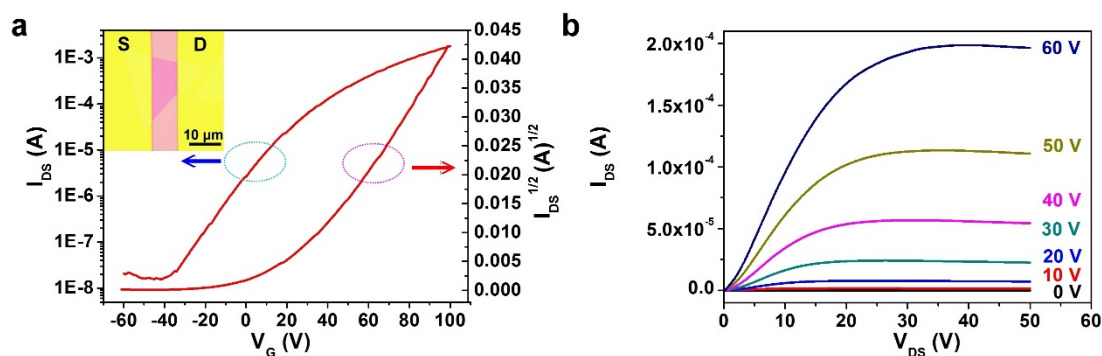 a
S D
10 μm
1E-3
1E-4
1E-5
1E-6
1E-7
1E-8
I_DS (A)
0.045
0.040
0.035
0.030
0.025
0.020
0.015
0.010
0.005
0.000
I_DS^1/2 (A)^1/2
-60 -40 -20 0 20 40 60 80 100
V_G (V)
b
2.0x10^-4
1.5x10^-4
1.0x10^-4
5.0x10^-5
0.0
I_DS (A)
60 V
50 V
40 V
30 V
20 V
10 V
0 V
0 10 20 30 40 50 60
V_DS (V)